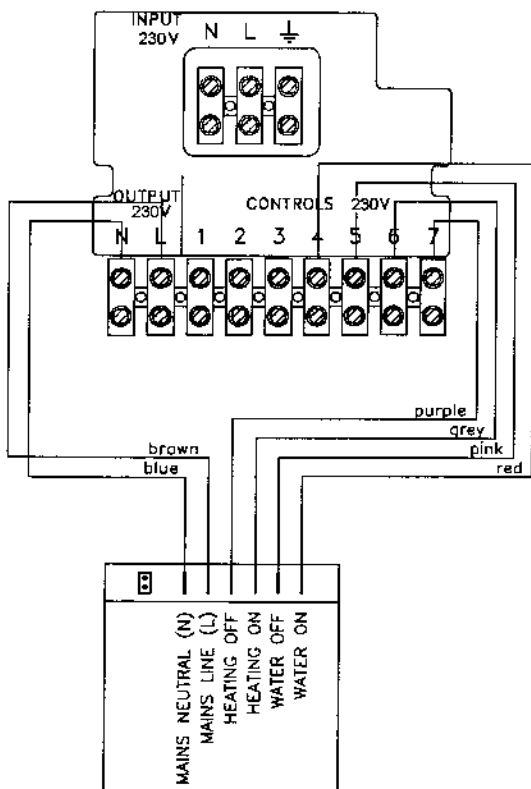 INPUT N L
230V
OUTPUT CONTROLS 230V
230V
N L 1 2 3 4 5 6 7
purple
grey
brown pink
blue red
MAINS NEUTRAL (N)
MAINS LINE (L)
HEATING OFF
HEATING ON
WATER OFF
WATER ON